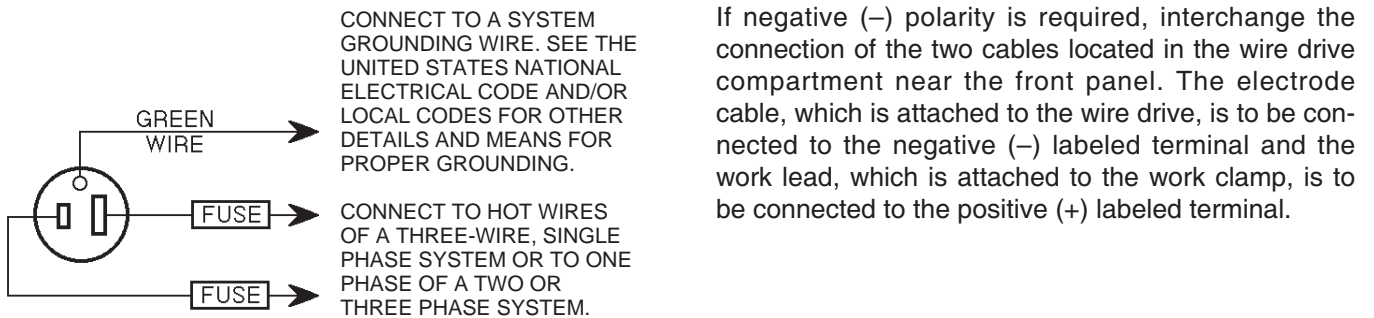 CONNECT TO A SYSTEM
GROUNDING WIRE. SEE THE
UNITED STATES NATIONAL
ELECTRICAL CODE AND/OR
LOCAL CODES FOR OTHER
DETAILS AND MEANS FOR
PROPER GROUNDING.
GREEN
WIRE
FUSE
CONNECT TO HOT WIRES
OF A THREE-WIRE, SINGLE
PHASE SYSTEM OR TO ONE
PHASE OF A TWO OR
THREE PHASE SYSTEM.
FUSE
If negative (–) polarity is required, interchange the
connection of the two cables located in the wire drive
compartment near the front panel. The electrode
cable, which is attached to the wire drive, is to be con-
nected to the negative (–) labeled terminal and the
work lead, which is attached to the work clamp, is to
be connected to the positive (+) labeled terminal.